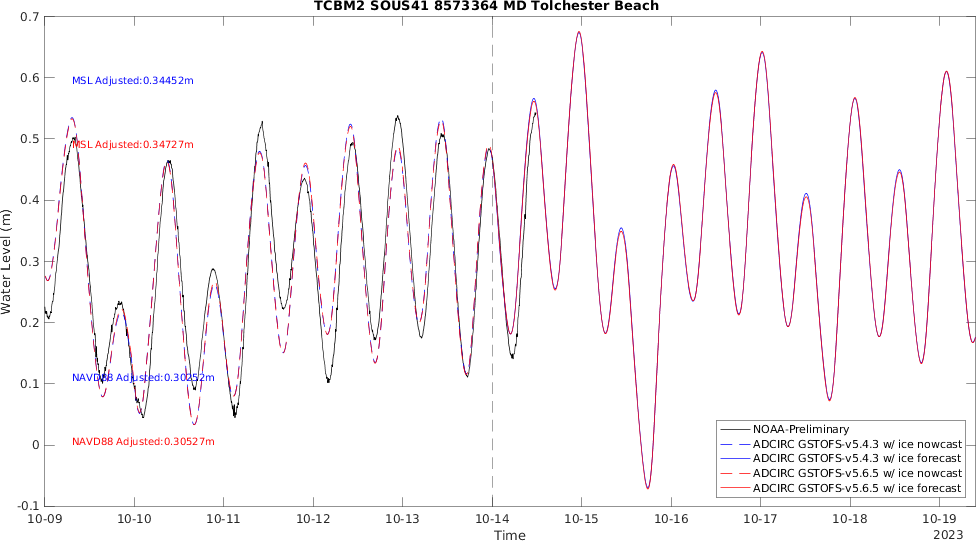 TCBM2 SOUS41 8573364 MD Tolchester Beach
0.7
0.6
0.5
0.4
0.3
0.2
0.1
0
-0.1
Water Level (m)
MSL Adjusted:0.34452m
MSL Adjusted:0.34727m
NAVD88 Adjusted:0.30252m
NAVD88 Adjusted:0.30527m
NOAA-Preliminary
ADCIRC GSTOFS-v5.4.3 w/ ice nowcast
ADCIRC GSTOFS-v5.4.3 w/ ice forecast
ADCIRC GSTOFS-v5.6.5 w/ ice nowcast
ADCIRC GSTOFS-v5.6.5 w/ ice forecast
10-09 10-10 10-11 10-12 10-13 10-14 10-15 10-16 10-17 10-18 10-19
Time
2023